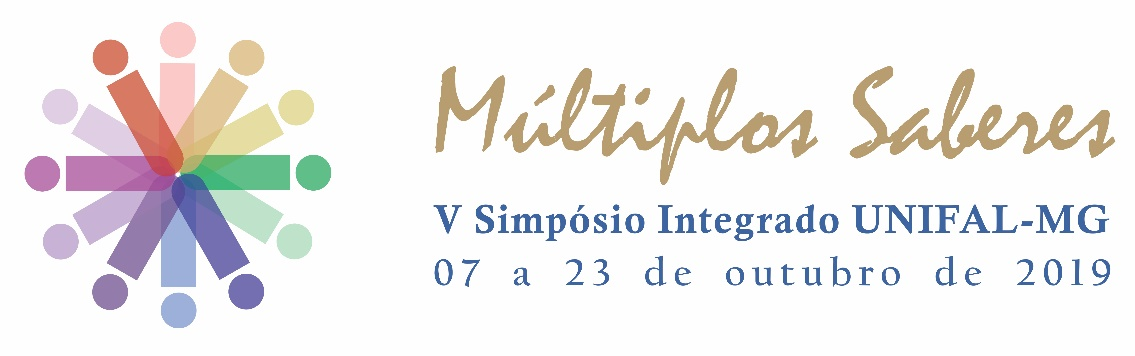 Múltiplos Saberes
V Simpósio Integrado UNIFAL-MG
07 a 23 de outubro de 2019